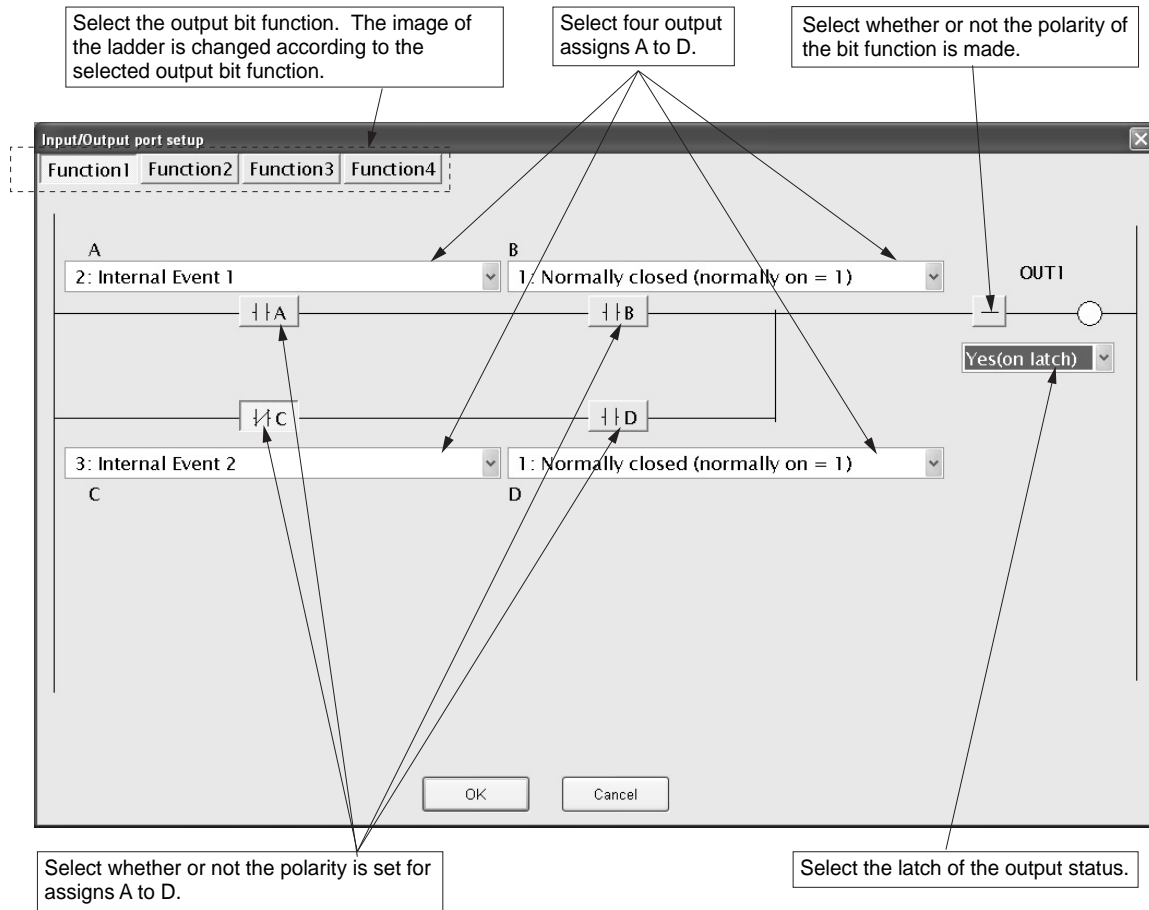 Select the output bit function.  The image of
the ladder is changed according to the
selected output bit function.
Select four output
assigns A to D.
Select whether or not the polarity of
the bit function is made.
Input/Output port setup
Function1 Function2 Function3 Function4
A
B
2: Internal Event 1
1: Normally closed (normally on = 1)
OUT1
A
B
Yes(on latch)
C
D
3: Internal Event 2
1: Normally closed (normally on = 1)
C
D
OK
Cancel
Select whether or not the polarity is set for
assigns A to D.
Select the latch of the output status.